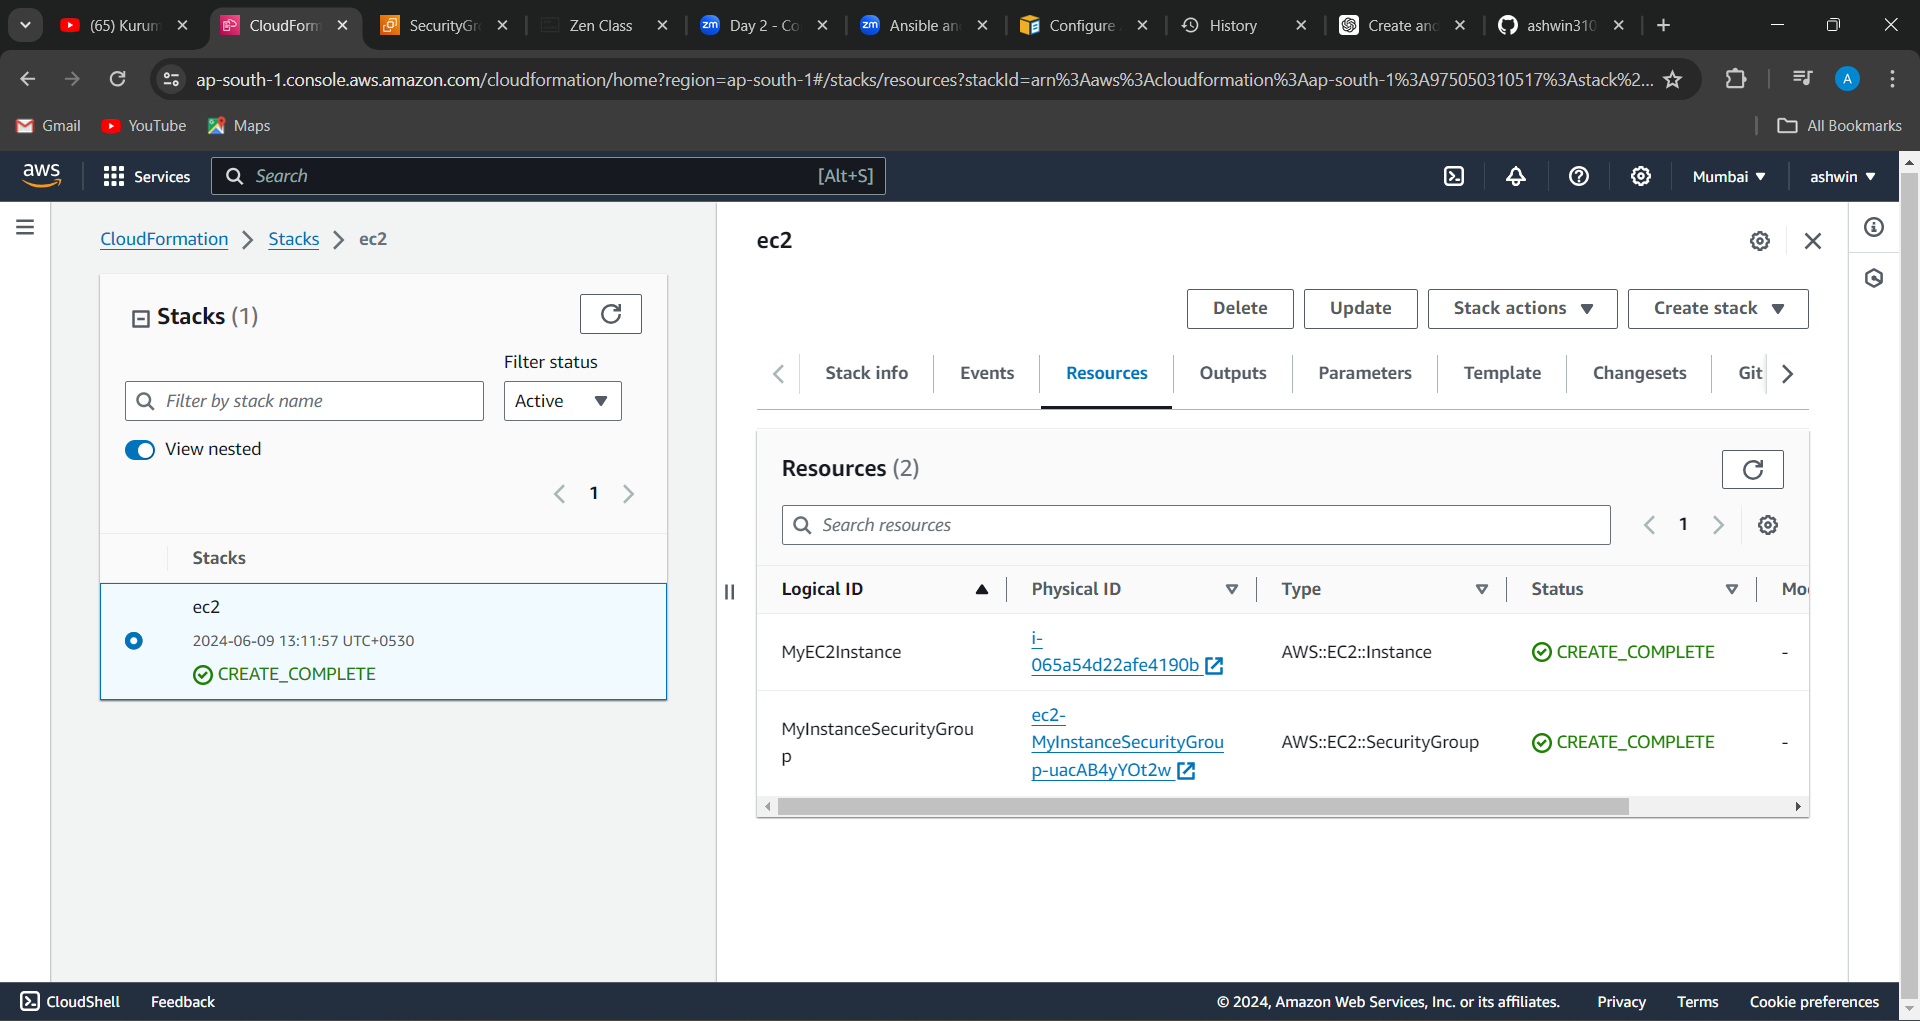 (65) Kurum
CloudForm
SecurityGr
Zen Class
Day 2 - Co
Ansible an
Configure
History
Create and
ashwin310
ap-south-1.console.aws.amazon.com/cloudformation/home?region=ap-south-1#/stacks/resources?stackId=arn%3Aaws%3Acloudformation%3Aap-south-1%3A975050310517%3Astack%2...
A
Gmail
YouTube
Maps
All Bookmarks
aws
Services
Search
[Alt+S]
Mumbai
ashwin
CloudFormation
Stacks
ec2
Stacks (1)
Filter status
Filter by stack name
Active
View nested
1
Stacks
ec2
2024-06-09 13:11:57 UTC+0530
CREATE_COMPLETE
ec2
Delete
Update
Stack actions
Create stack
Stack info
Events
Resources
Outputs
Parameters
Template
Changesets
Git
Resources (2)
Search resources
1
Logical ID
Physical ID
Type
Status
Mo
MyEC2Instance
i-
065a54d22afe4190b
AWS::EC2::Instance
CREATE_COMPLETE
-
MyInstanceSecurityGrou
p
ec2-
MyInstanceSecurityGrou
p-uacAB4yYOt2w
AWS::EC2::SecurityGroup
CREATE_COMPLETE
-
CloudShell
Feedback
© 2024, Amazon Web Services, Inc. or its affiliates.
Privacy
Terms
Cookie preferences